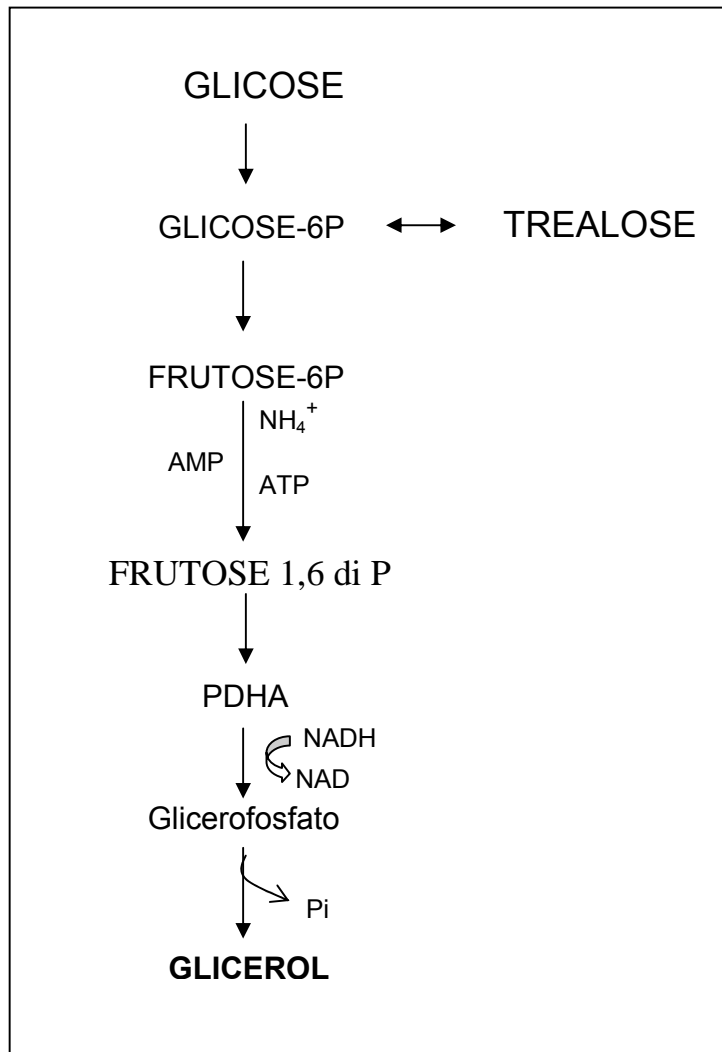 GLICOSE
GLICOSE-6P TREALOSE
FRUTOSE-6P
NH₄⁺
AMP
ATP
FRUTOSE 1,6 di P
PDHA
NADH
NAD
Glicerofosfato
Pi
GLICEROL